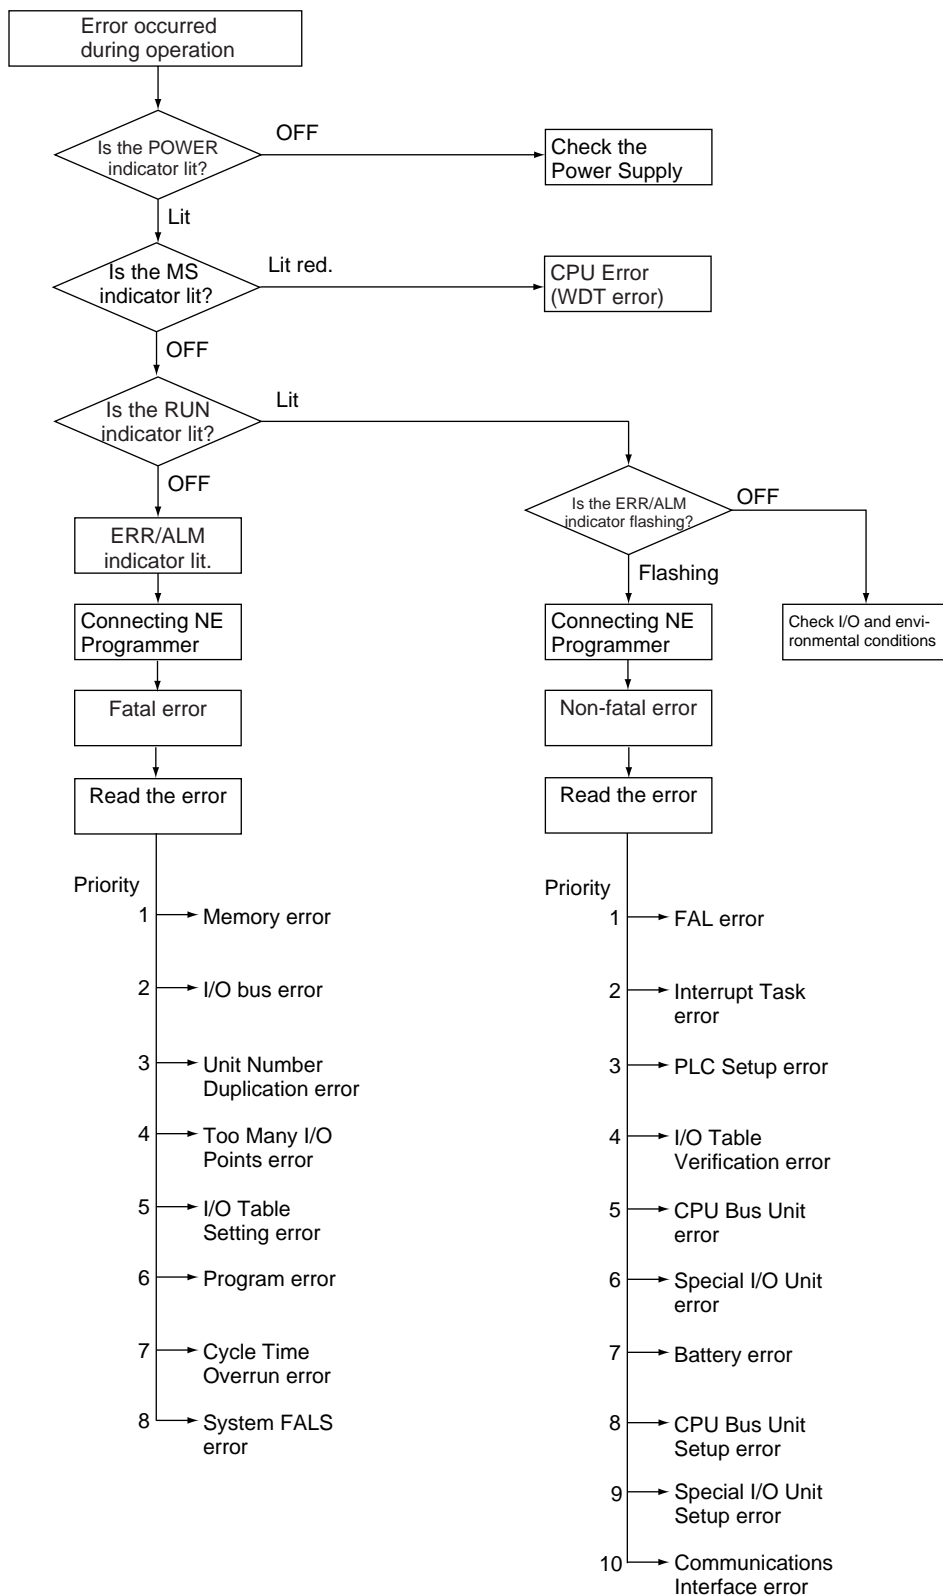 Error occurred
during operation
Is the POWER
indicator lit?
OFF
Check the
Power Supply
Lit
Is the MS
indicator lit?
Lit red.
CPU Error
(WDT error)
OFF
Is the RUN
indicator lit?
Lit
OFF
Is the ERR/ALM
indicator flashing?
OFF
ERR/ALM
indicator lit.
Flashing
Connecting NE
Programmer
Connecting NE
Programmer
Check I/O and envi-
ronmental conditions
Fatal error
Non-fatal error
Read the error
Read the error
Priority
1 Memory error
2 I/O bus error
3 Unit Number
Duplication error
4 Too Many I/O
Points error
5 I/O Table
Setting error
6 Program error
7 Cycle Time
Overrun error
8 System FALS
error
Priority
1 FAL error
2 Interrupt Task
error
3 PLC Setup error
4 I/O Table
Verification error
5 CPU Bus Unit
error
6 Special I/O Unit
error
7 Battery error
8 CPU Bus Unit
Setup error
9 Special I/O Unit
Setup error
10 Communications
Interface error